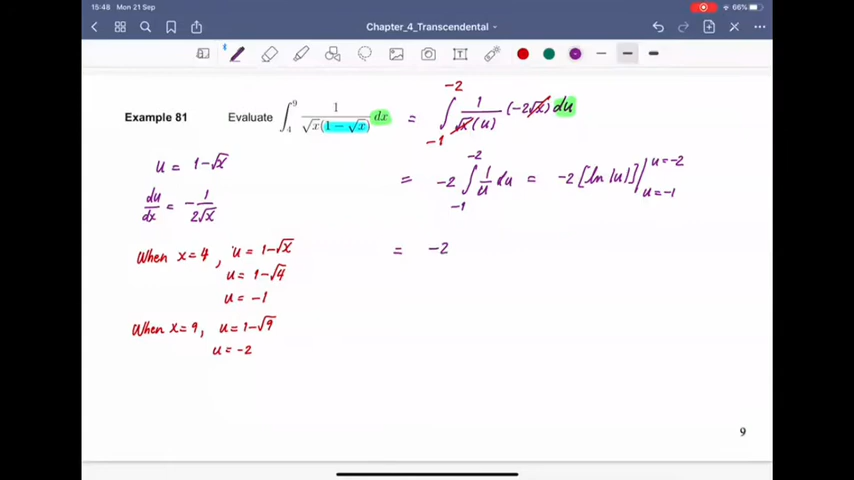 15:48 Mon 21 Sep
66%
Chapter_4_Transcendental
Example 81 Evaluate ∫₄⁹ 1/(√x(1 − √x)) dx = ∫₋₁⁻² 1/(√x (u)) (-2√x) du
u = 1-√x
du/dx = - 1/(2√x)
= -2 ∫₋₁⁻² 1/u du = -2 [ln |u|] | u=-2 u=-1
When x=4, u = 1-√x
u = 1-√4
u = -1
= -2
When x=9, u = 1-√9
u = -2
9